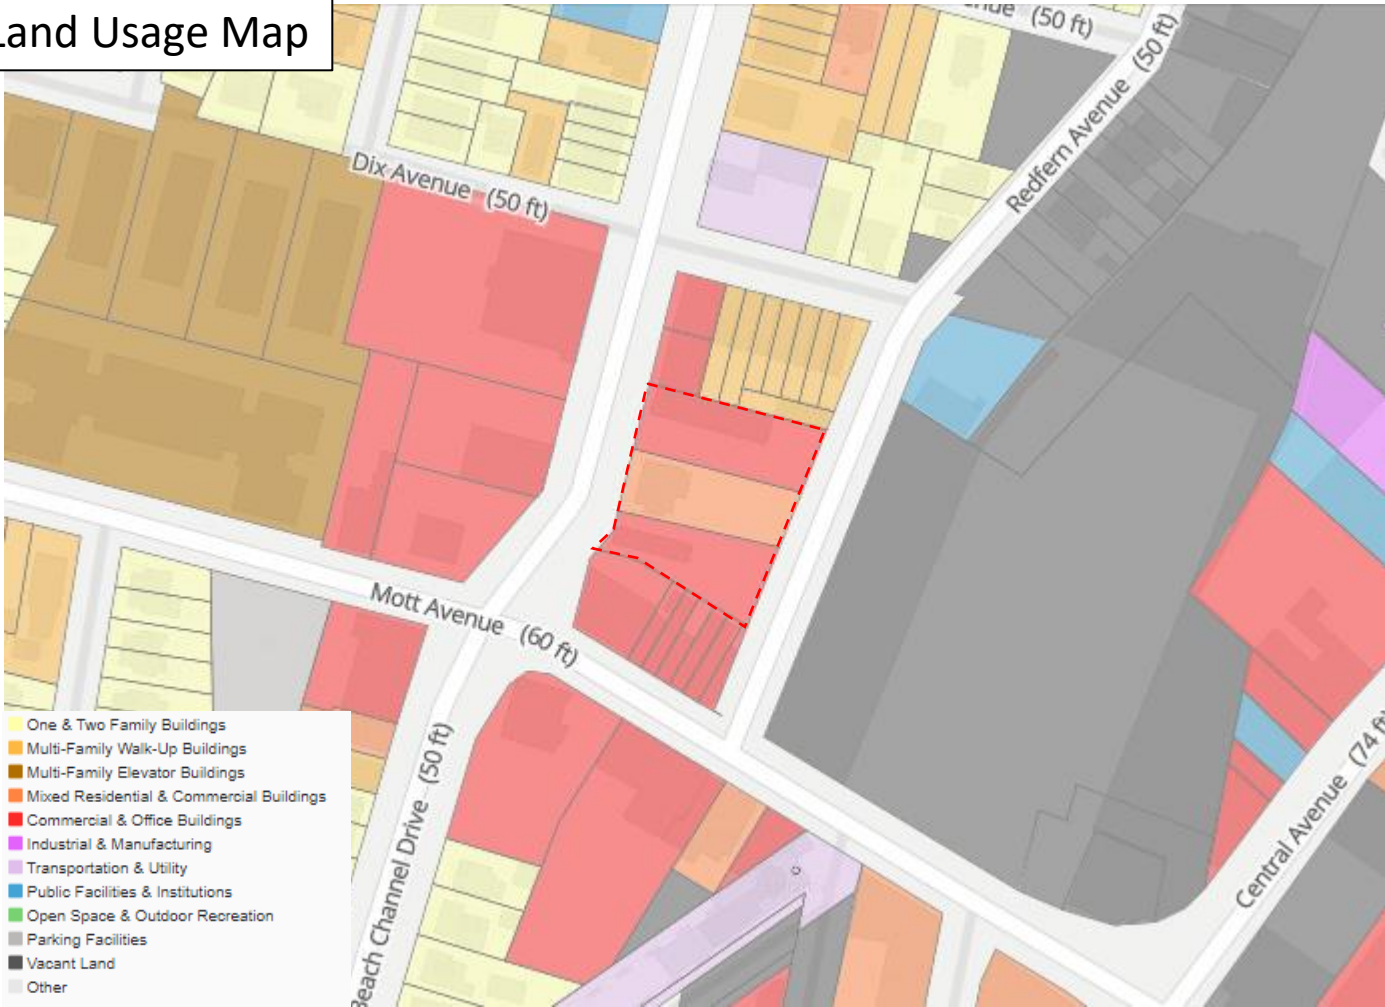 Land Usage Map
nue (50 ft)
Redfern Avenue (50 ft)
Dix Avenue (50 ft)
Mott Avenue (60 ft)
Beach Channel Drive (50 ft)
Central Avenue (74 ft)
One & Two Family Buildings
Multi-Family Walk-Up Buildings
Multi-Family Elevator Buildings
Mixed Residential & Commercial Buildings
Commercial & Office Buildings
Industrial & Manufacturing
Transportation & Utility
Public Facilities & Institutions
Open Space & Outdoor Recreation
Parking Facilities
Vacant Land
Other